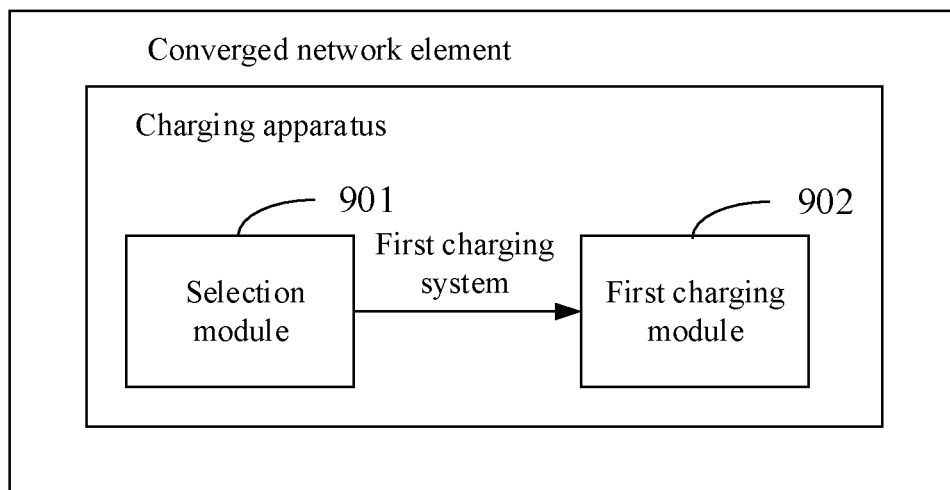 Converged network element
Charging apparatus
901
902
First charging
system
Selection
module
First charging
module